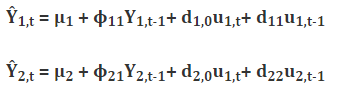 Ŷ₁,t = μ₁ + ϕ₁₁Y₁,t-1+ d₁,₀u₁,t+ d₁₁u₁,t-1
Ŷ₂,t = μ₂ + ϕ₂₁Y₂,t-1+ d₂,₀u₁,t+ d₂₂u₂,t-1